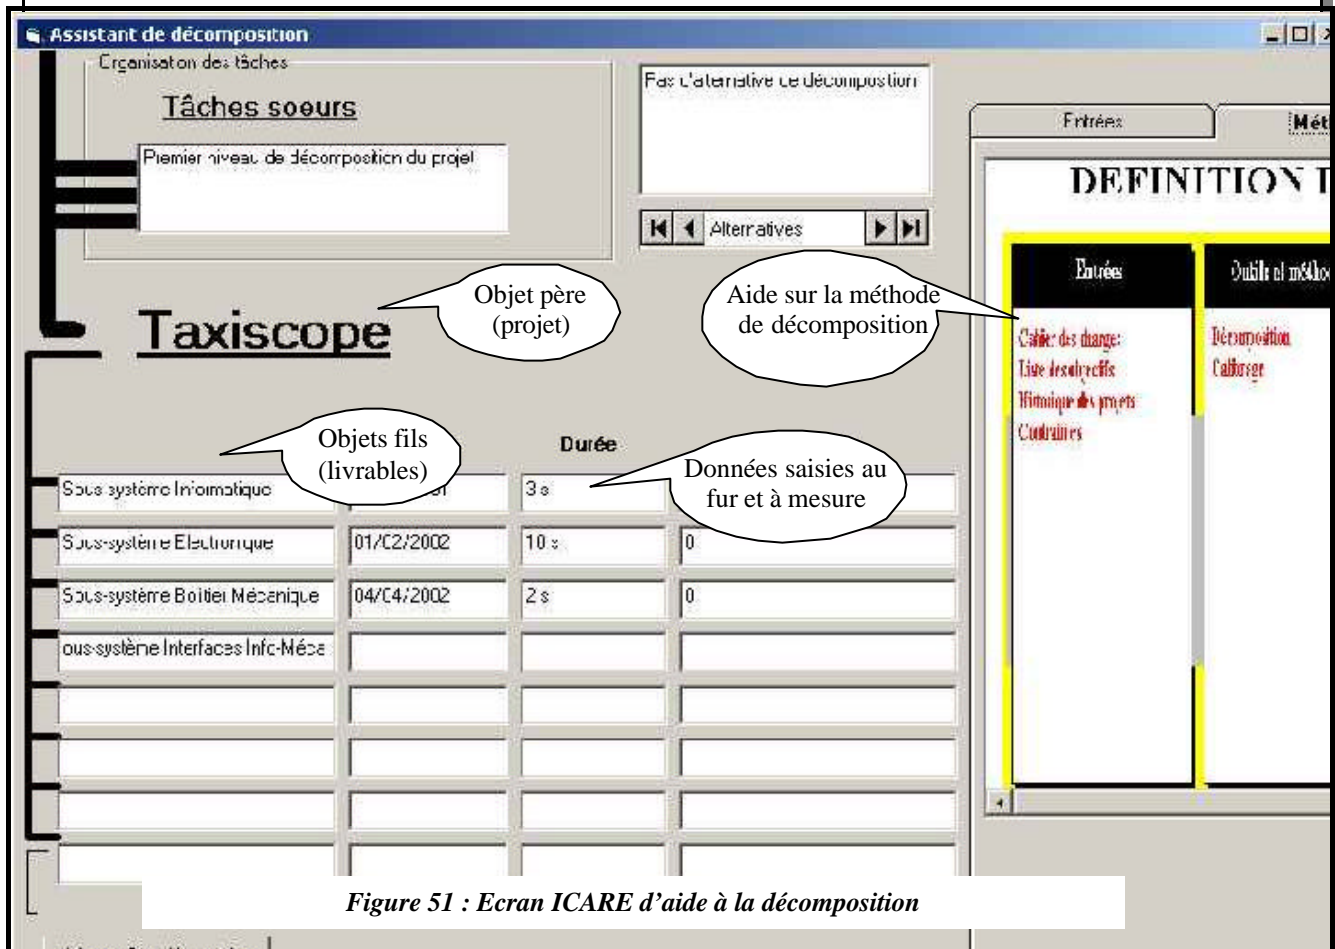 Assistant de décomposition
Organisation des tâches
Tâches soeurs
Premier niveau de décomposition du projet
Pas d'alternative de décomposition
Alternatives
Entrées
DEFINITION
Entrées
Outils et
Cahier des charges
Liste des objectifs
Historique des projets
Contraintes
Décomposition
Calibrage
Objet père
(projet)
Aide sur la méthode
de décomposition
Taxiscope
Objets fils
(livrables)
Durée
Données saisies au
fur et à mesure
Sous-système Informatique
3 s
Sous-système Electronique 01/02/2002 10 s 0
Sous-système Boîtier Mécanique 04/04/2002 2 s 0
ous-système Interfaces Info-Méca
Figure 51 : Ecran ICARE d’aide à la décomposition